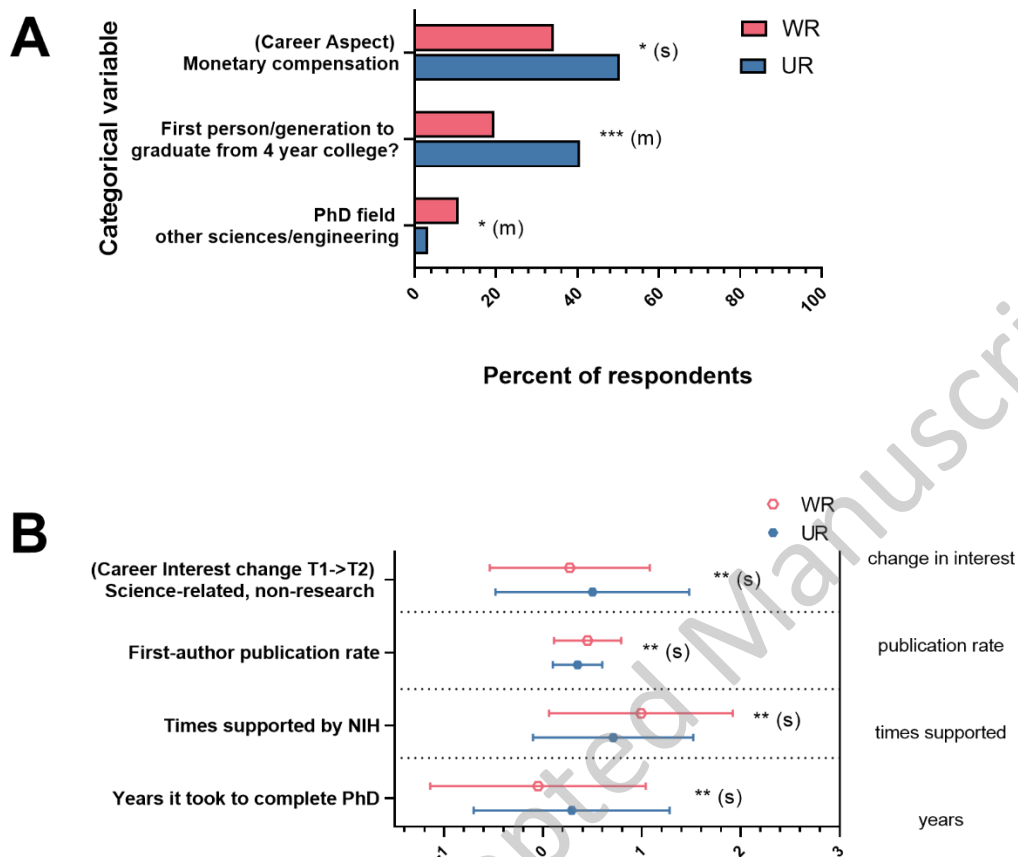 A
Categorical variable
WR
UR
(Career Aspect)
Monetary compensation
* (s)
First person/generation to
graduate from 4 year college?
*** (m)
PhD field
other sciences/engineering
* (m)
0
20
40
60
80
100
Percent of respondents
B
WR
UR
(Career Interest change T1->T2)
Science-related, non-research
** (s)
change in interest
First-author publication rate
** (s)
publication rate
Times supported by NIH
** (s)
times supported
Years it took to complete PhD
** (s)
years
-1
0
1
2
3
pted Manuscri